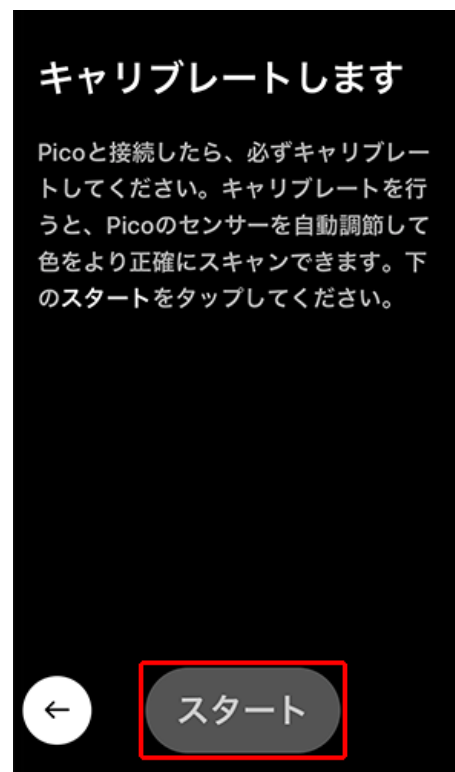 キャリブレートします
Picoと接続したら、必ずキャリブレー
トしてください。キャリブレートを行
うと、Picoのセンサーを自動調節して
色をより正確にスキャンできます。下
のスタートをタップしてください。
スタート